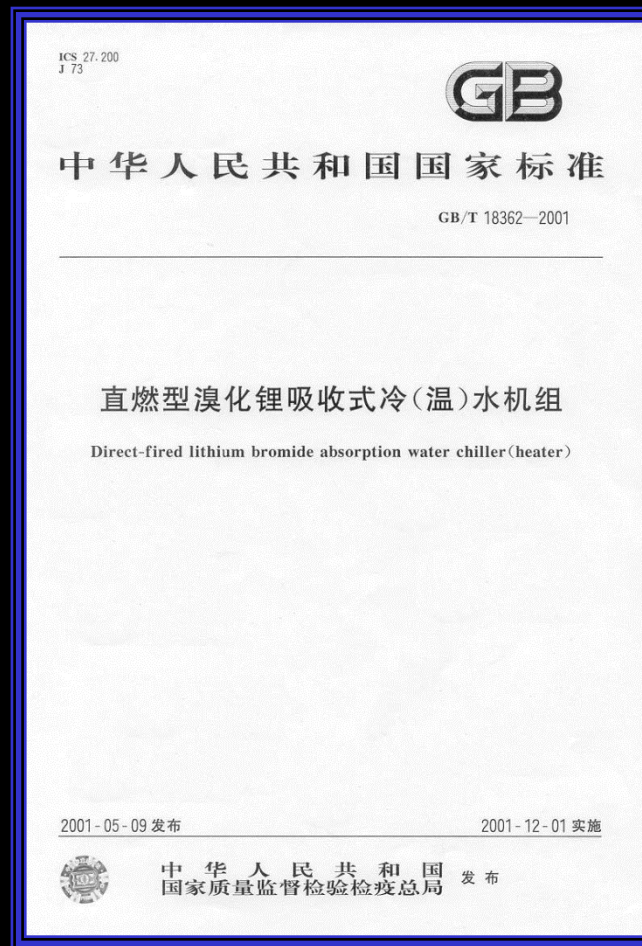 ICS 27.200
J 73
GB
中华人民共和国国家标准
GB/T 18362—2001
直燃型溴化锂吸收式冷(温)水机组
Direct-fired lithium bromide absorption water chiller(heater)
2001-05-09 发布
2001-12-01 实施
中华人民共和国
国家质量监督检验检疫总局
发布